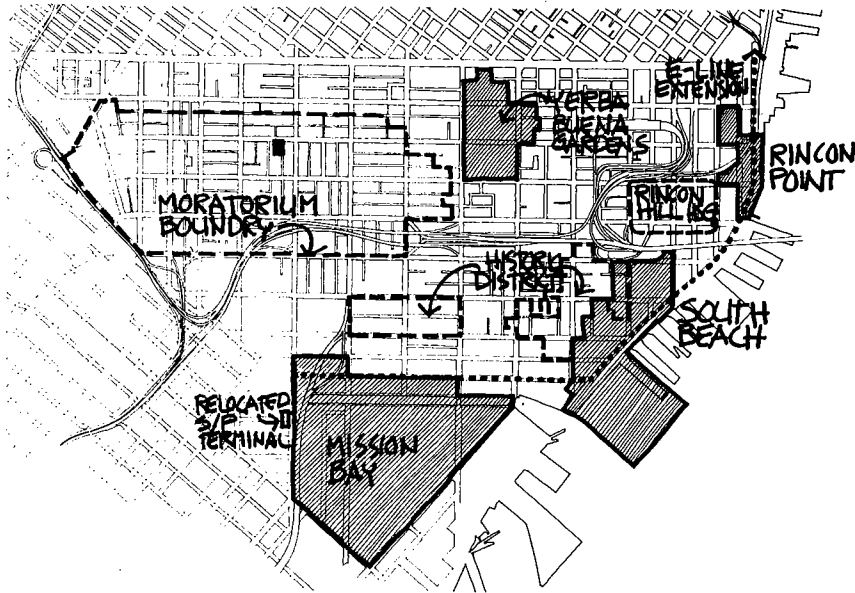 E-LINE
EXTENSION
YERBA
BUENA
GARDENS
RINCON
POINT
RINCON
HILL
MORATORIUM
BOUNDRY
HISTORIC
DISTRICT
SOUTH
BEACH
RELOCATED
S/P
TERMINAL
MISSION
BAY